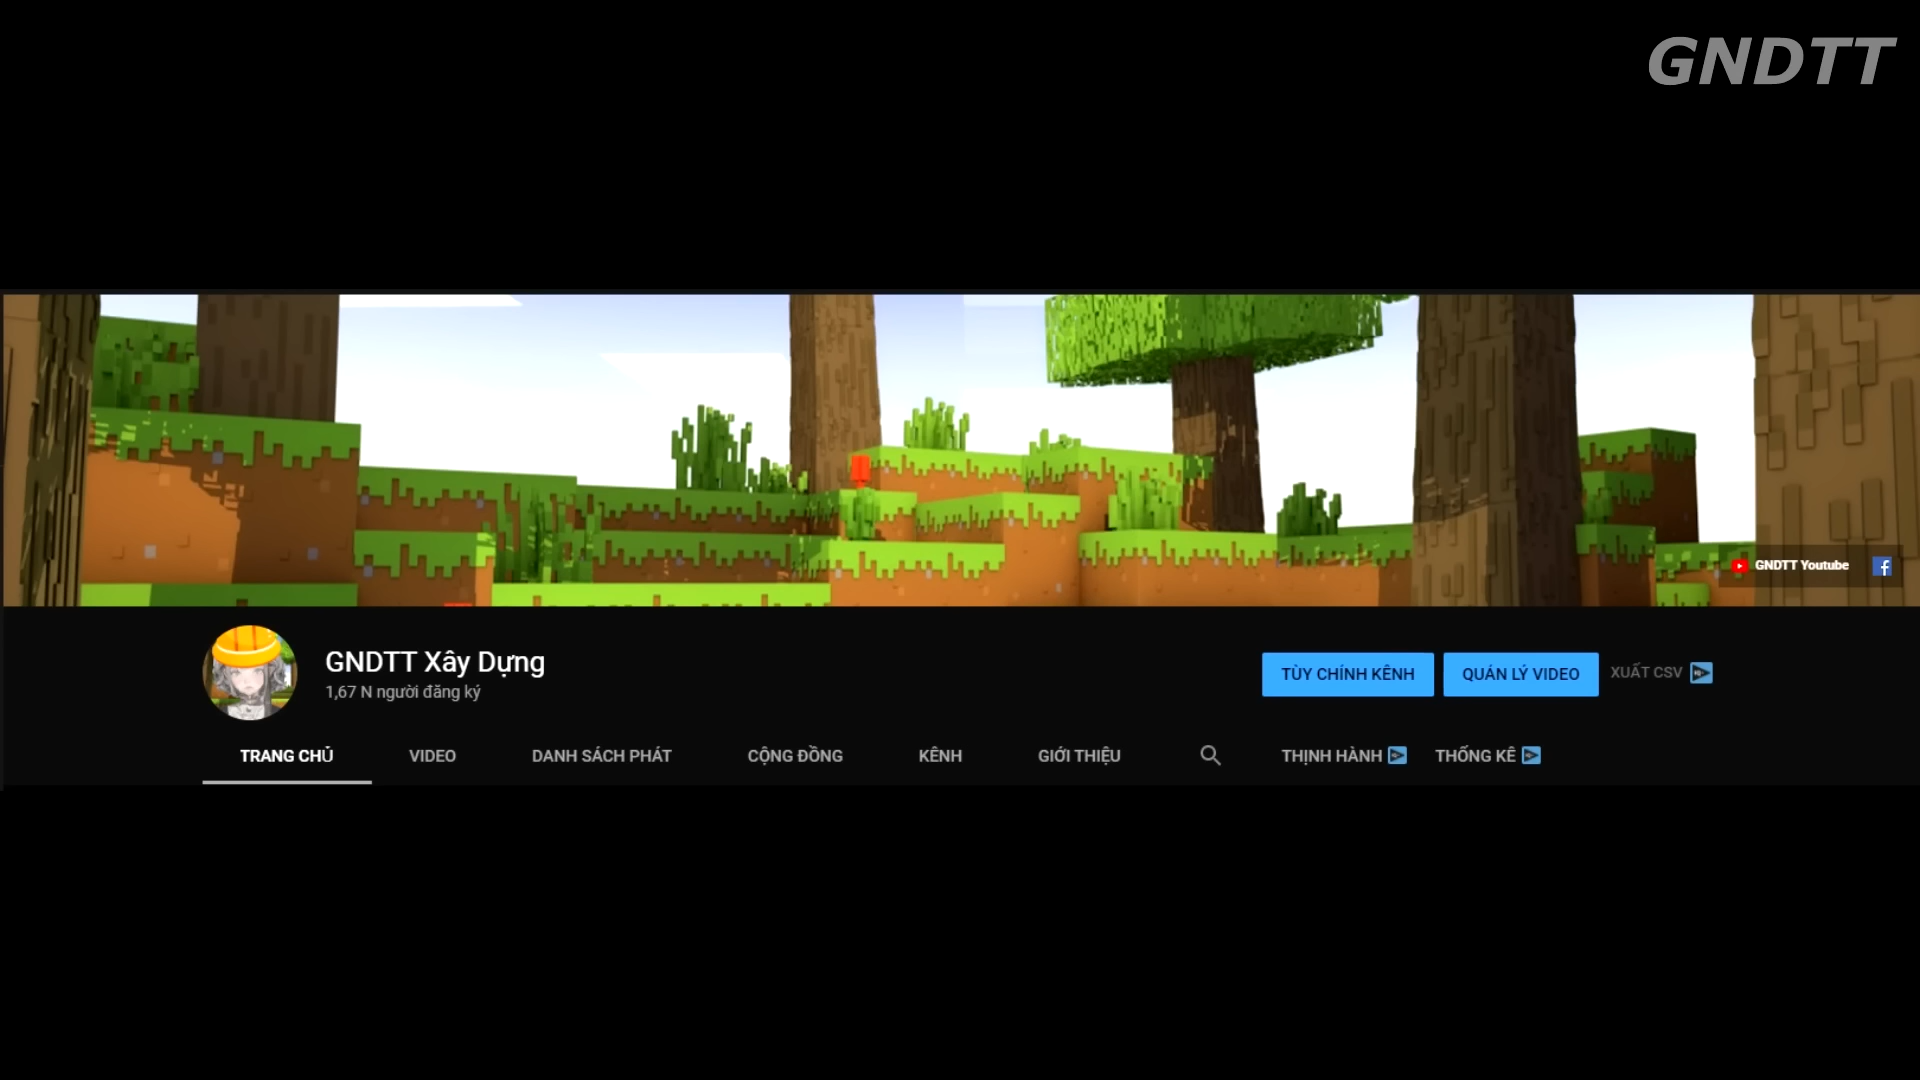 GNDTT
GNDTT Youtube
GNDTT Xây Dựng
1,67 N người đăng ký
TÙY CHỈNH KÊNH
QUẢN LÝ VIDEO
XUẤT CSV
TRANG CHỦ
VIDEO
DANH SÁCH PHÁT
CỘNG ĐỒNG
KÊNH
GIỚI THIỆU
THỊNH HÀNH
THỐNG KÊ